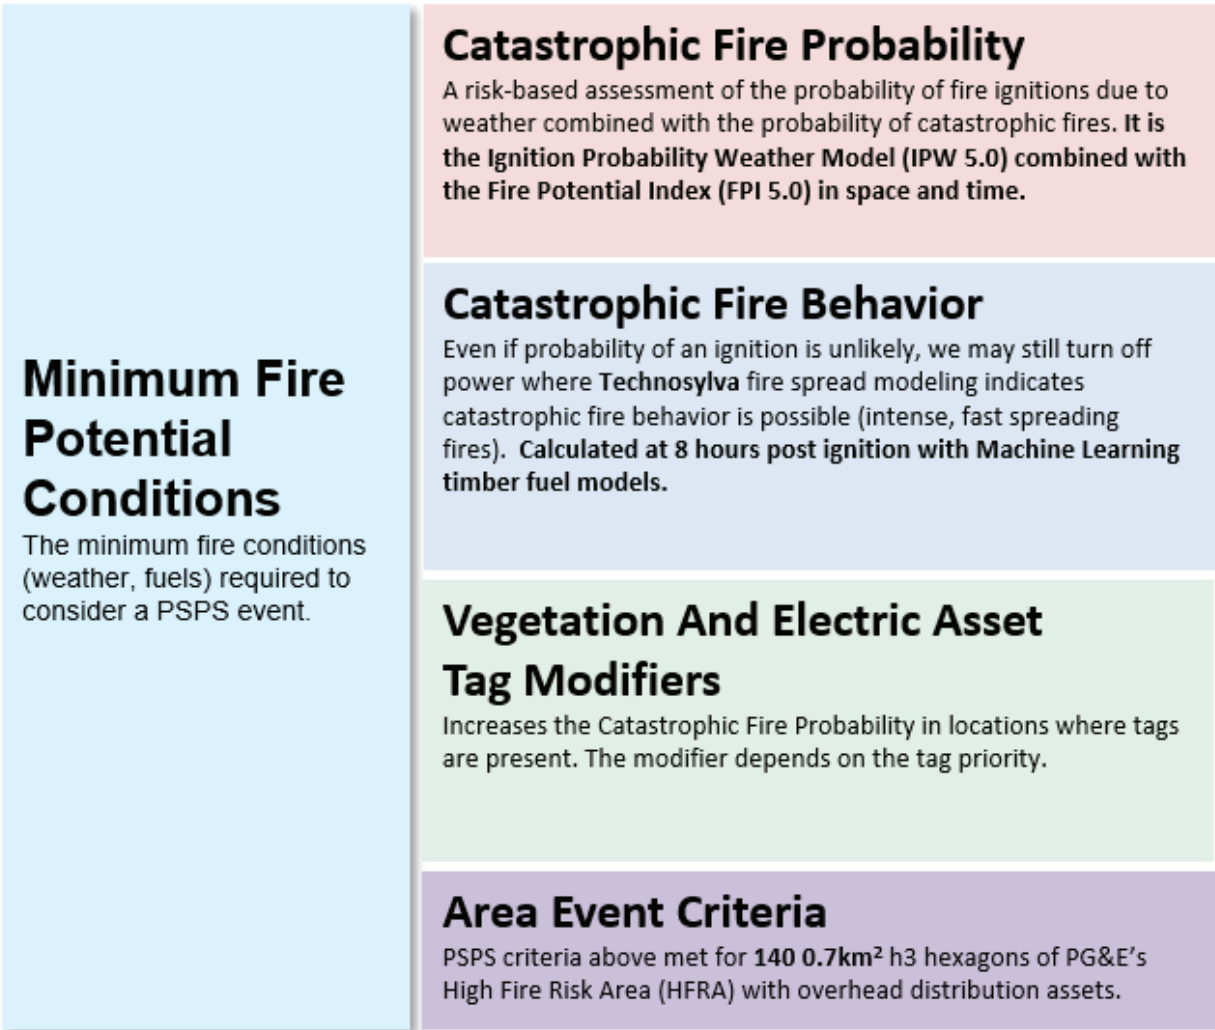 Minimum Fire
Potential
Conditions
The minimum fire conditions
(weather, fuels) required to
consider a PSPS event.
Catastrophic Fire Probability
A risk-based assessment of the probability of fire ignitions due to
weather combined with the probability of catastrophic fires. It is
the Ignition Probability Weather Model (IPW 5.0) combined with
the Fire Potential Index (FPI 5.0) in space and time.
Catastrophic Fire Behavior
Even if probability of an ignition is unlikely, we may still turn off
power where Technosylva fire spread modeling indicates
catastrophic fire behavior is possible (intense, fast spreading
fires). Calculated at 8 hours post ignition with Machine Learning
timber fuel models.
Vegetation And Electric Asset
Tag Modifiers
Increases the Catastrophic Fire Probability in locations where tags
are present. The modifier depends on the tag priority.
Area Event Criteria
PSPS criteria above met for 140 0.7km² h3 hexagons of PG&E's
High Fire Risk Area (HFRA) with overhead distribution assets.